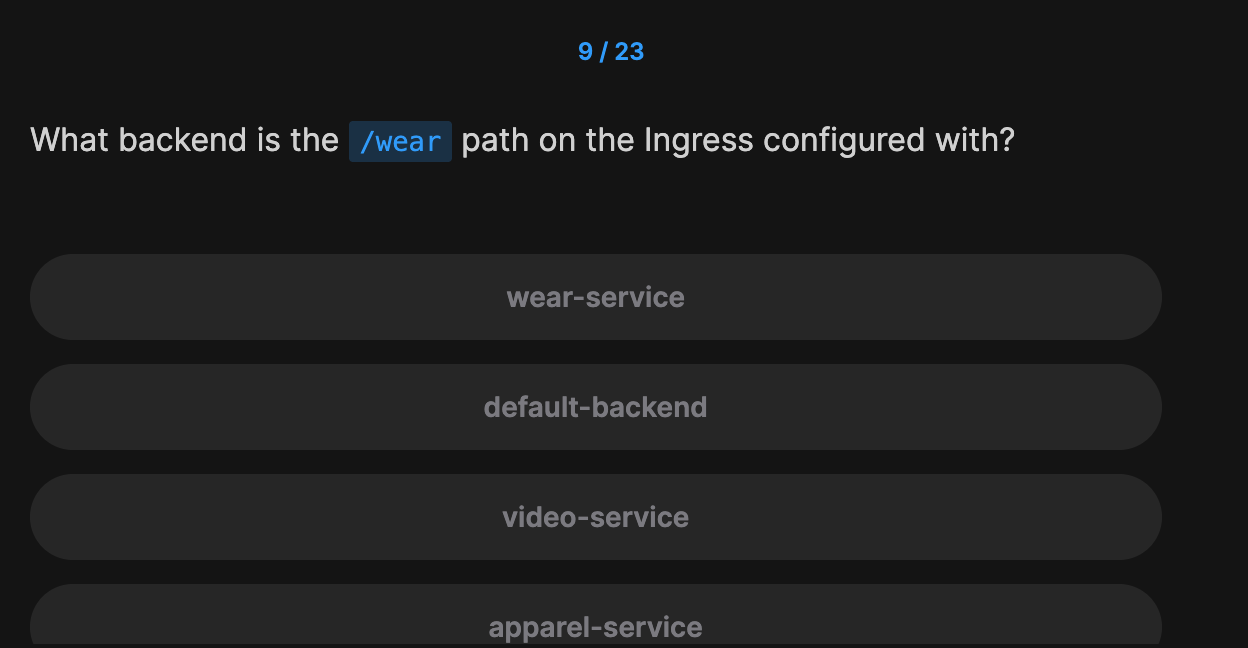 9 / 23
What backend is the /wear path on the Ingress configured with?
wear-service
default-backend
video-service
apparel-service